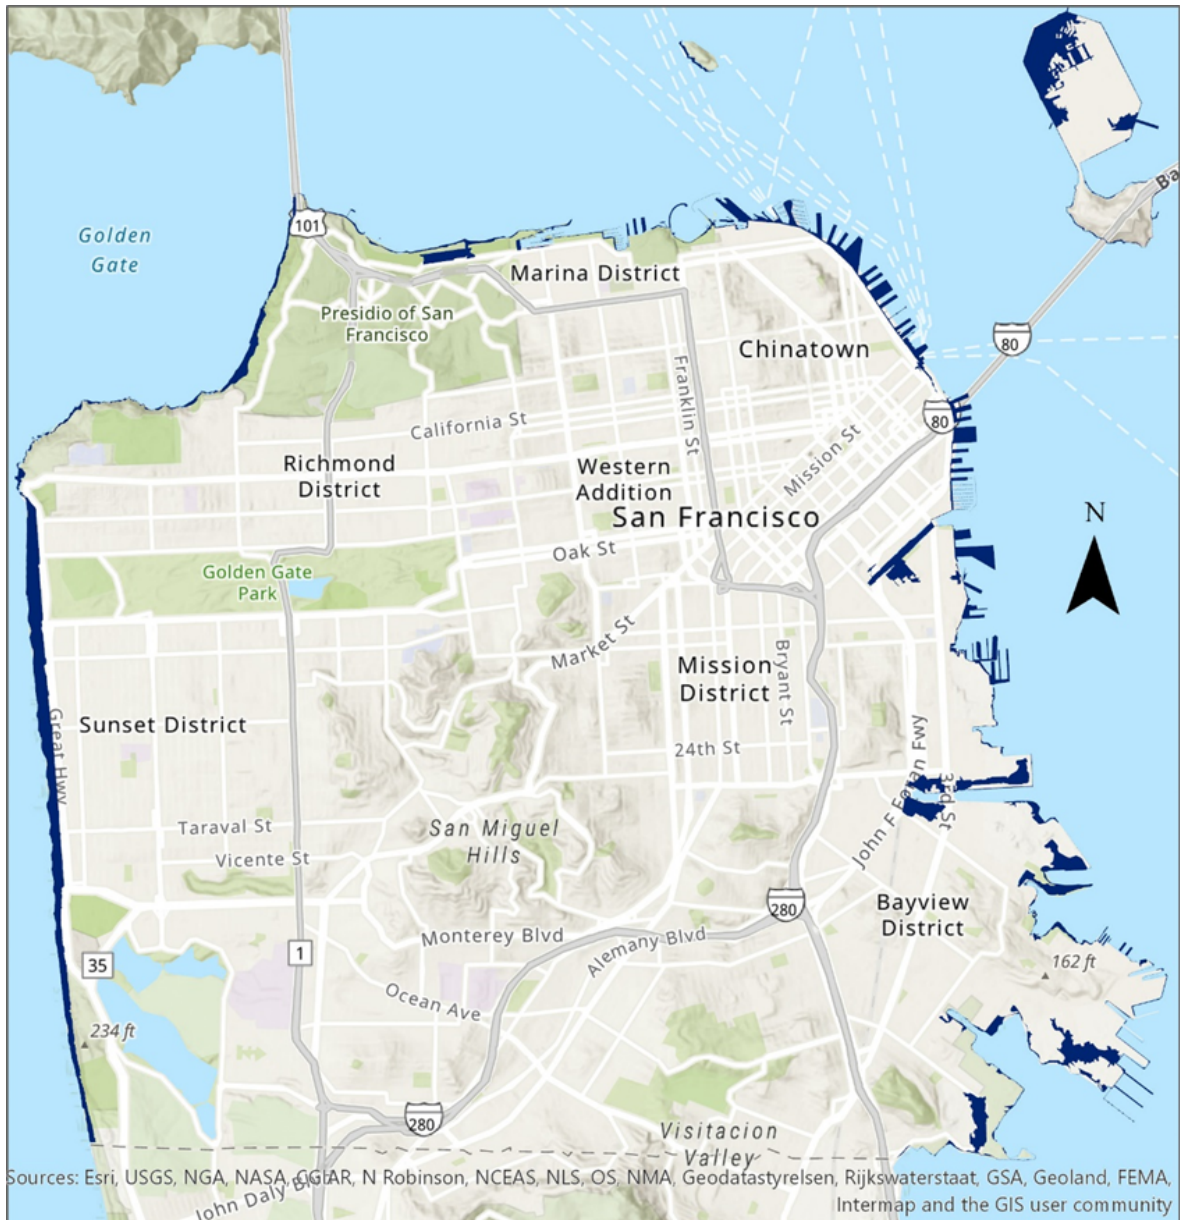 Golden
Gate
101
Marina District
Presidio of San
Francisco
Chinatown
80
Ba
Franklin St
California St
80
Mission St
Richmond
District
Western
Addition
San Francisco
N
Oak St
Golden Gate
Park
Market St
Mission
District
Bryant St
Sunset District
Great Hwy
24th St
John F Foran Fwy
3rd St
Taraval St
Vicente St
San Miguel
Hills
280
Bayview
District
Monterey Blvd
Alemany Blvd
1
35
162 ft
Ocean Ave
234 ft
280
Visitacion
Valley
John Daly Blvd
Sources: Esri, USGS, NGA, NASA, CGIAR, N Robinson, NCEAS, NLS, OS, NMA, Geodatastyrelsen, Rijkswaterstaat, GSA, Geoland, FEMA,
Intermap and the GIS user community